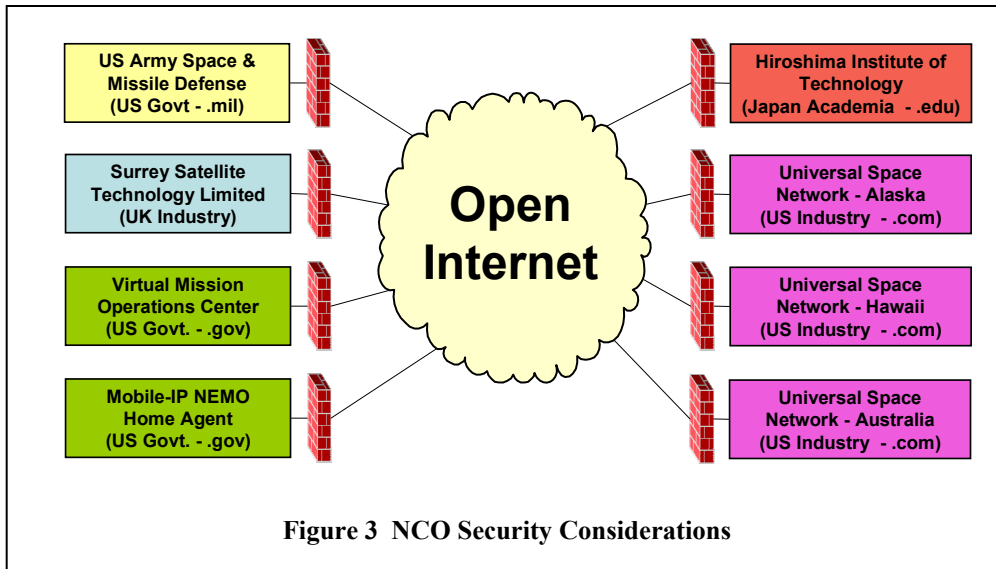 US Army Space &
Missile Defense
(US Govt - .mil)
Surrey Satellite
Technology Limited
(UK Industry)
Virtual Mission
Operations Center
(US Govt. - .gov)
Mobile-IP NEMO
Home Agent
(US Govt. - .gov)
Open
Internet
Hiroshima Institute of
Technology
(Japan Academia - .edu)
Universal Space
Network - Alaska
(US Industry - .com)
Universal Space
Network - Hawaii
(US Industry - .com)
Universal Space
Network - Australia
(US Industry - .com)
Figure 3 NCO Security Considerations